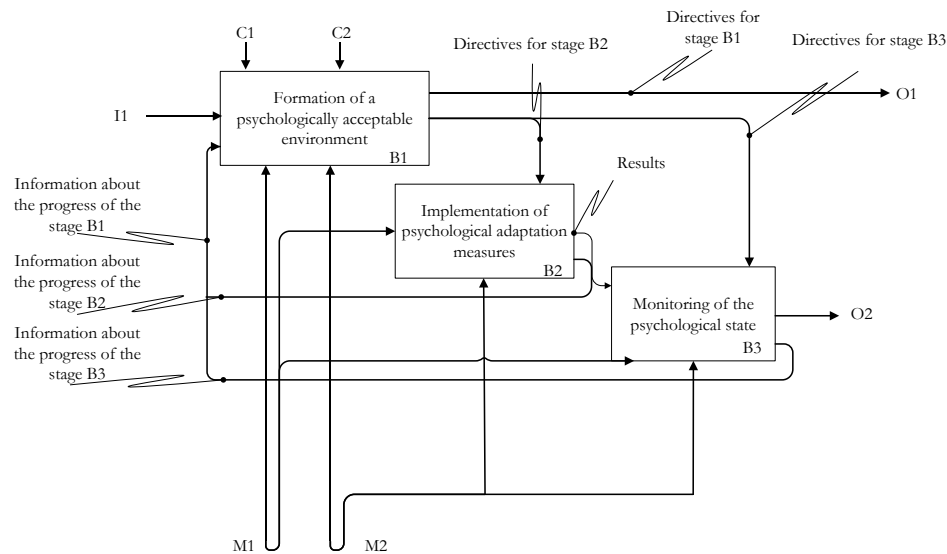 C1
C2
Directives for stage B2
Directives for
stage B1
Directives for stage B3
I1
Formation of a
psychologically acceptable
environment
B1
O1
Results
Information about
the progress of the
stage B1
Implementation of
psychological adaptation
measures
B2
Information about
the progress of the
stage B2
Monitoring of the
psychological state
B3
O2
Information about
the progress of the
stage B3
M1
M2